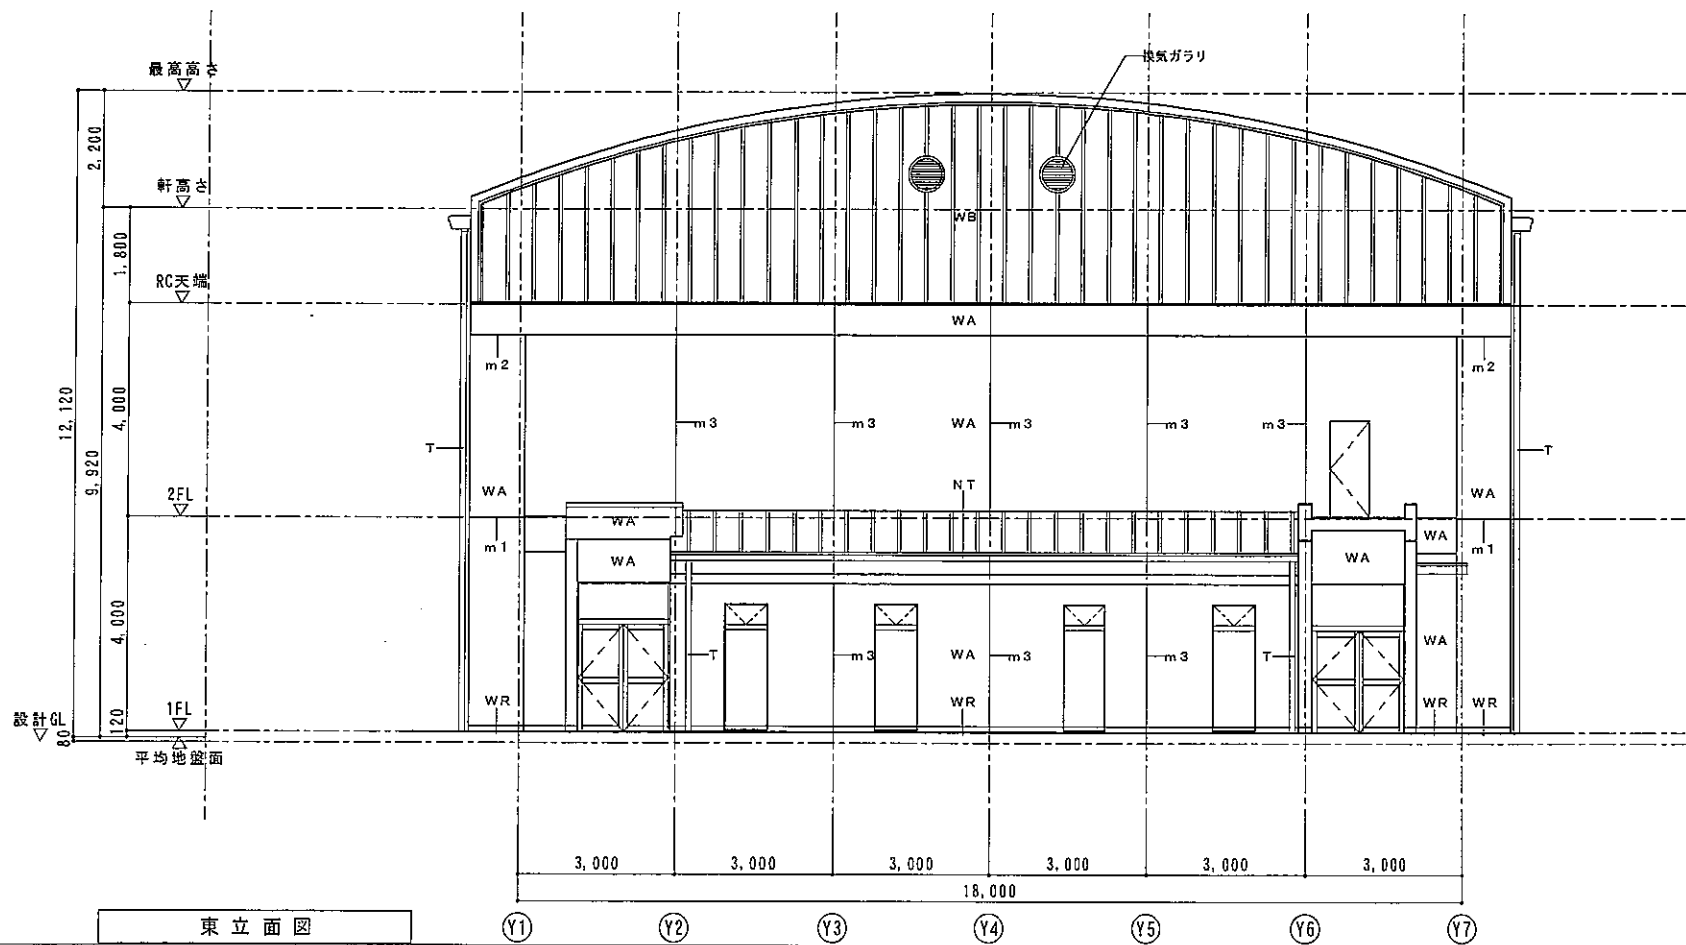 換気ガラリ
最高高さ
2,200
軒高さ
WB
1,800
RC天端
WA
m2
m2
12,120
9,920
4,000
m3
m3
WA
m3
m3
m3
T
T
2FL
WA
NT
WA
WA
m1
WA
m1
WA
WA
4,000
T
m3
WA
m3
m3
T
WA
WR
WR
WR
WR
設計GL
1FL
120
80
平均地盤面
3,000
3,000
3,000
3,000
3,000
3,000
18,000
東立面図
Y1
Y2
Y3
Y4
Y5
Y6
Y7